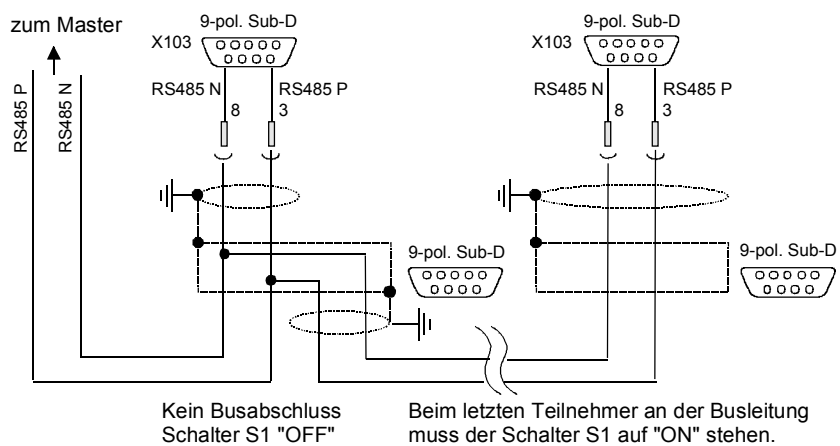 zum Master
9-pol. Sub-D
X103
RS485 N
RS485 P
8
3
RS485 P
RS485 N
9-pol. Sub-D
X103
RS485 N
RS485 P
8
3
9-pol. Sub-D
9-pol. Sub-D
Kein Busabschluss
Schalter S1 "OFF"
Beim letzten Teilnehmer an der Busleitung
muss der Schalter S1 auf "ON" stehen.